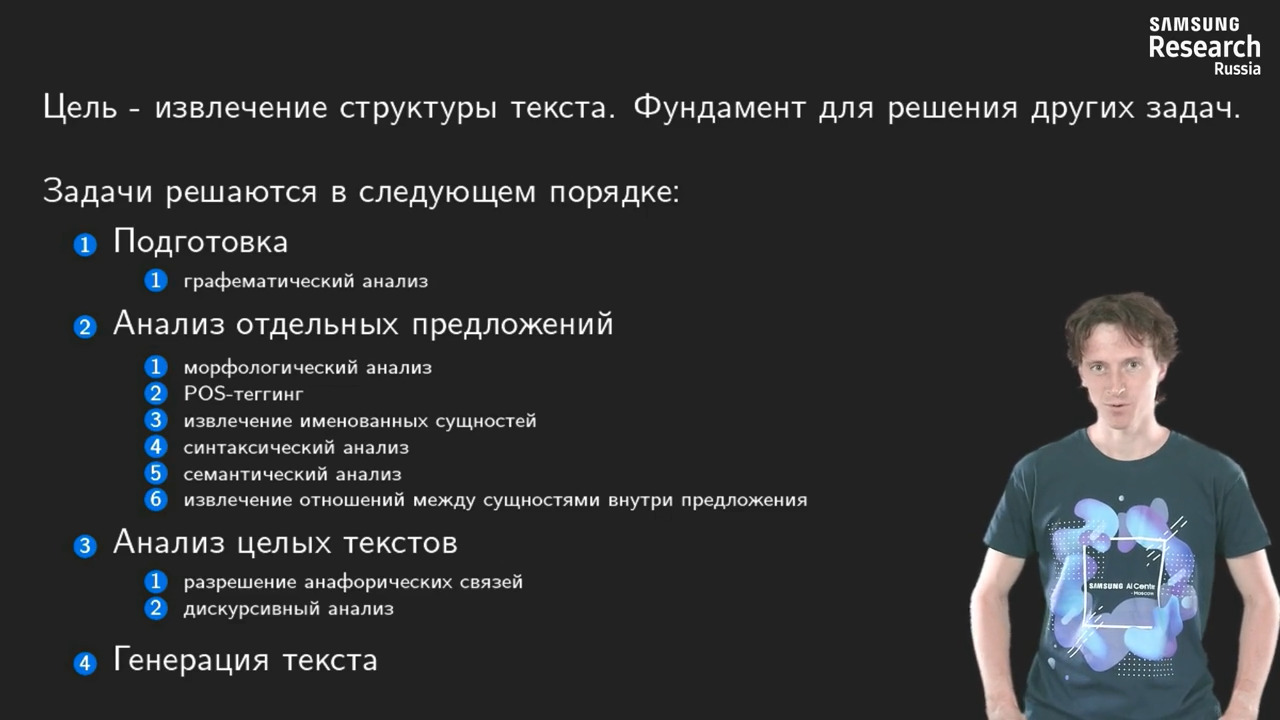 SAMSUNG
Research
Russia
Цель - извлечение структуры текста. Фундамент для решения других задач.
Задачи решаются в следующем порядке:
1 Подготовка
1 графематический анализ
2 Анализ отдельных предложений
1 морфологический анализ
2 POS-теггинг
3 извлечение именованных сущностей
4 синтаксический анализ
5 семантический анализ
6 извлечение отношений между сущностями внутри предложения
3 Анализ целых текстов
1 разрешение анафорических связей
2 дискурсивный анализ
4 Генерация текста
SAMSUNG AI Center
- Moscow